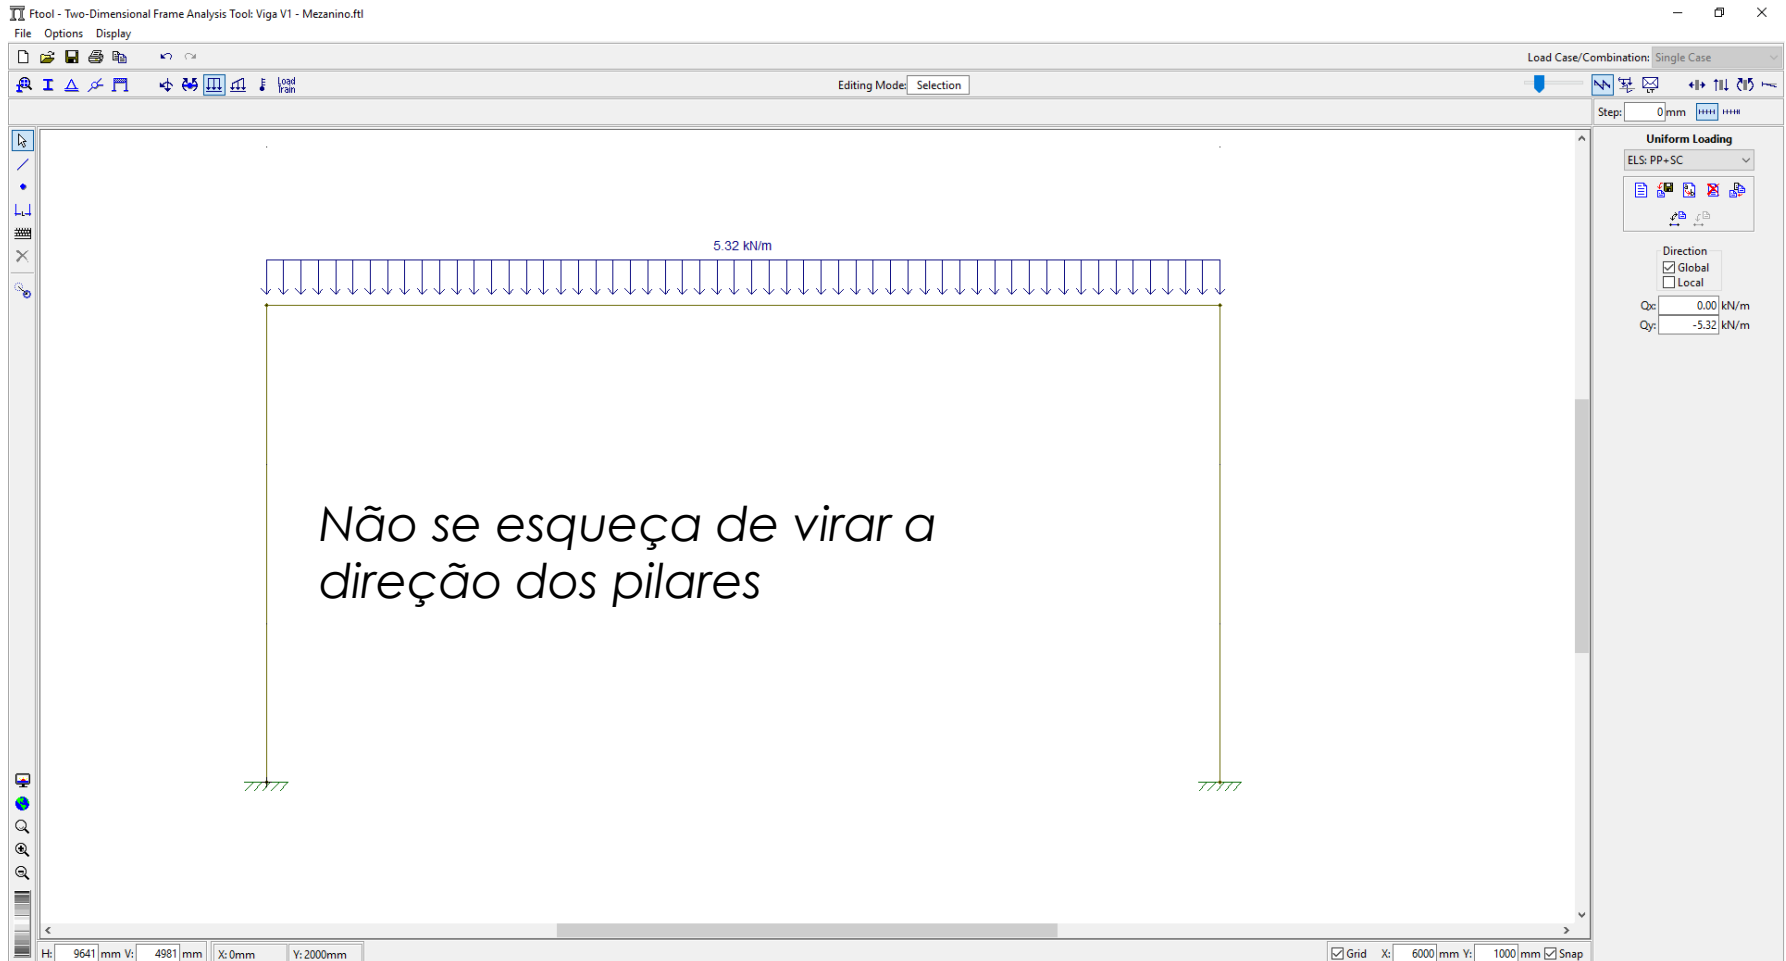 Ftool - Two-Dimensional Frame Analysis Tool: Viga V1 - Mezanino.ftl
File Options Display
Load Case/Combination: Single Case
Load Train
Editing Mode: Selection
Step: 0 mm
Uniform Loading
ELS: PP+SC
5.32 kN/m
Direction
Global
Local
Qx: 0.00 kN/m
Qy: -5.32 kN/m
Não se esqueça de virar a
direção dos pilares
H: 9641 mm V: 4981 mm X: 0mm Y: 2000mm
Grid X: 6000 mm Y: 1000 mm Snap